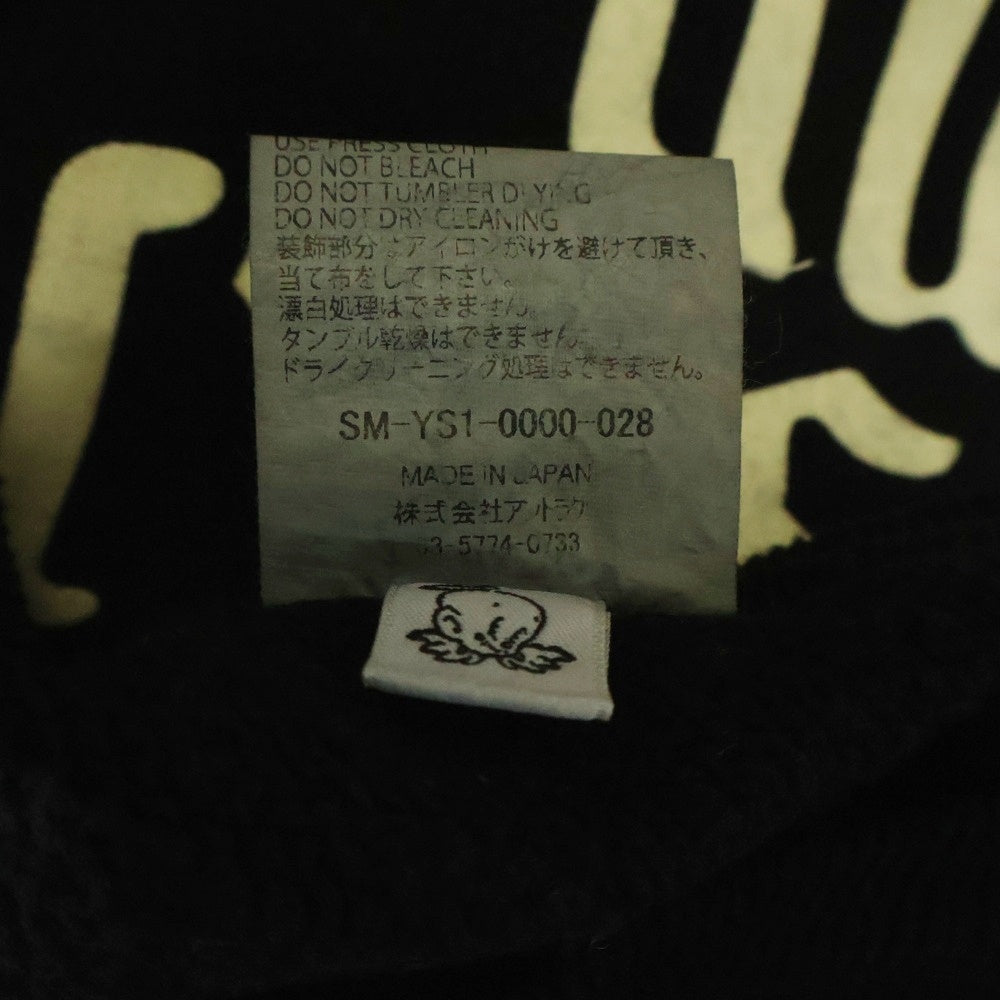 USE PRESS CLOTH
DO NOT BLEACH
DO NOT TUMBLER DRYING
DO NOT DRY CLEANING
装飾部分はアイロンがけを避けて頂き、
当て布をして下さい。
漂白処理はできません。
タンブル乾燥はできません。
ドライクリーニング処理はできません。
SM-YS1-0000-028
MADE IN JAPAN
株式会社
3-5774-0733